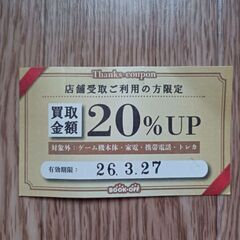 Thanks coupon
店舗受取ご利用の方限定
買取金額 20%UP
対象外：ゲーム機本体・家電・携帯電話・トレカ
有効期限： 26.3.27
BOOK-OFF